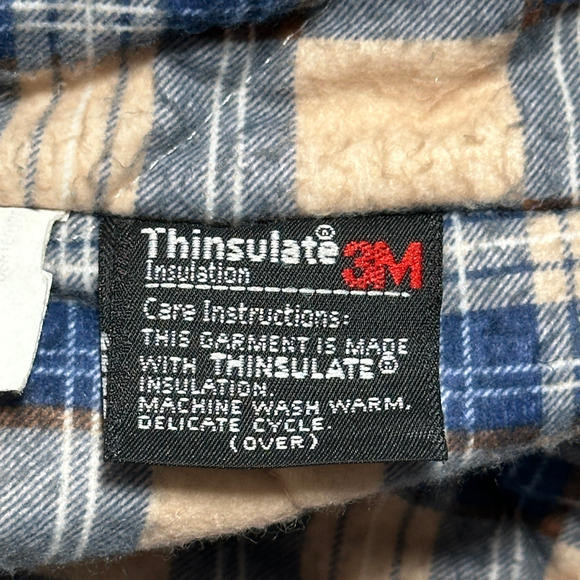 Thinsulate® 3M
Insulation
Care Instructions:
THIS GARMENT IS MADE
WITH THINSULATE®
INSULATION.
MACHINE WASH WARM,
DELICATE CYCLE.
(OVER)